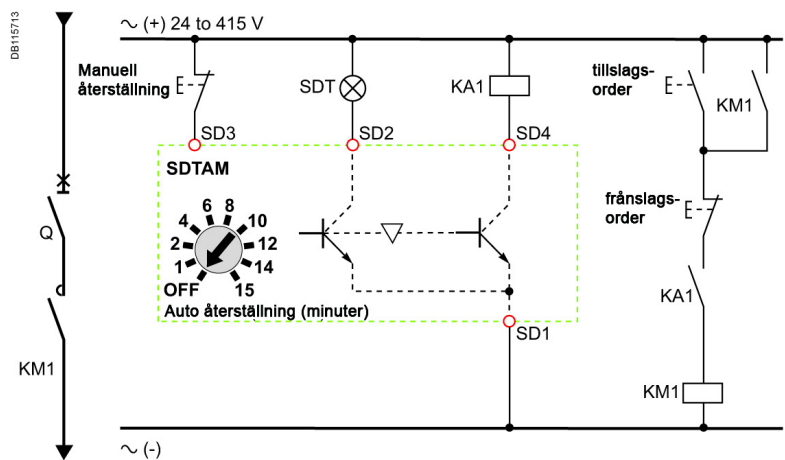 DB115713
~ (+) 24 to 415 V
Manuell
återställning
SDT
KA1
tillslags-
order
KM1
SD3
SD2
SD4
SDTAM
6
8
4
10
2
12
1
14
OFF
15
Auto återställning (minuter)
SD1
frånslags-
order
KA1
KM1
Q
KM1
~ (-)